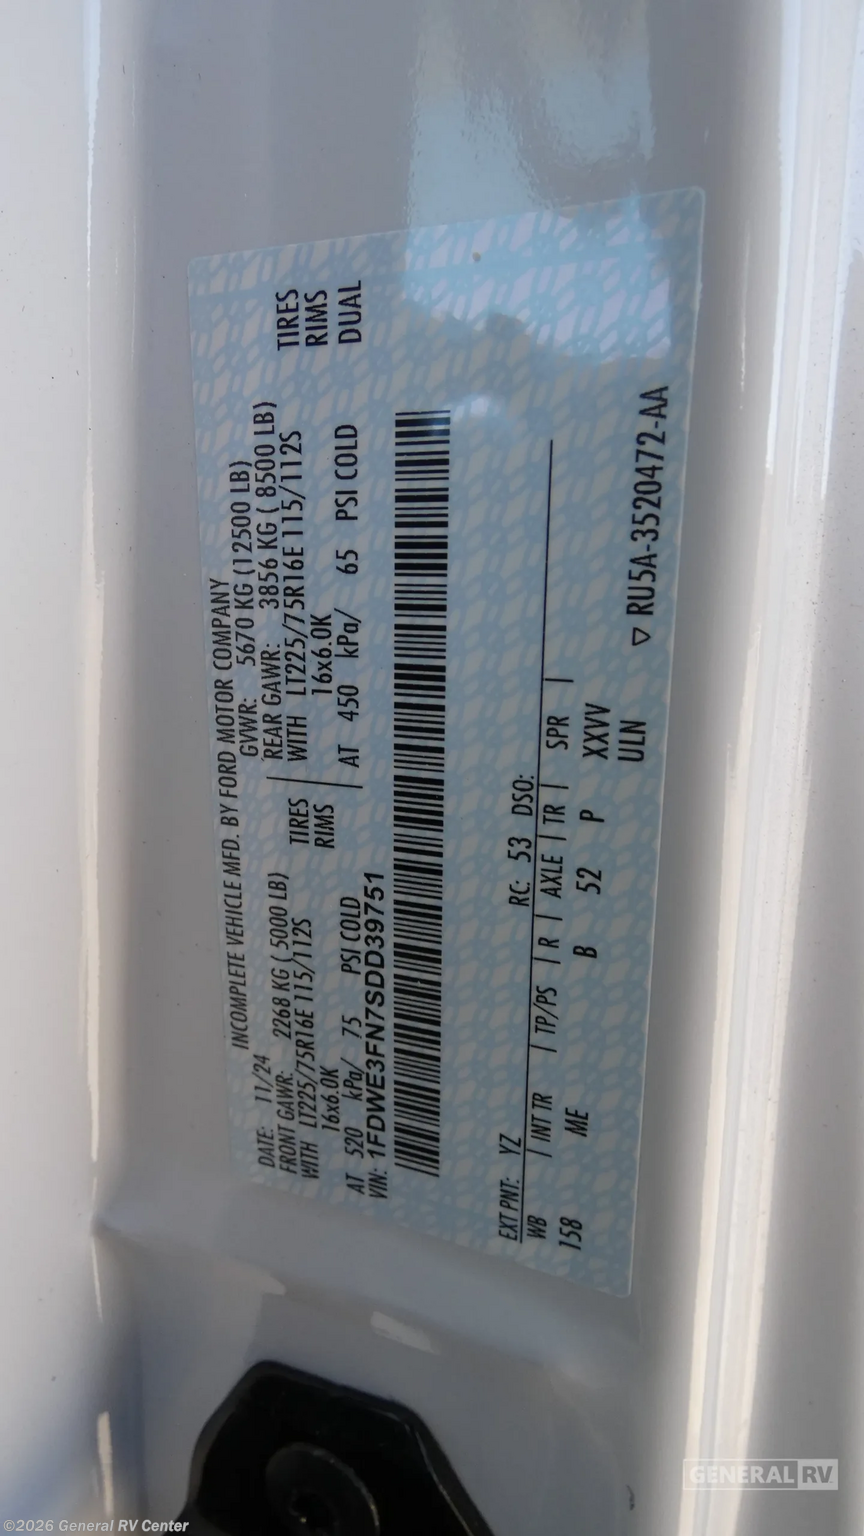 INCOMPLETE VEHICLE MFD. BY FORD MOTOR COMPANY
DATE: 11/24 GVWR: 5670 KG (12500 LB)
FRONT GAWR: 2268 KG ( 5000 LB) REAR GAWR: 3856 KG ( 8500 LB)
WITH LT225/75R16E 115/112S TIRES WITH LT225/75R16E 115/112S TIRES
16x6.0K RIMS 16x6.0K RIMS
AT 520 kPa/ 75 PSI COLD AT 450 kPa/ 65 PSI COLD DUAL
VIN: 1FDWE3FN7SDD39751
EXT PNT: YZ RC: 53 DSO:
WB | INT TR | TP/PS | R | AXLE | TR | SPR |
158 ME B 52 P XXVV
ULN
▽ RU5A-3520472-AA
GENERAL RV
©2026 General RV Center